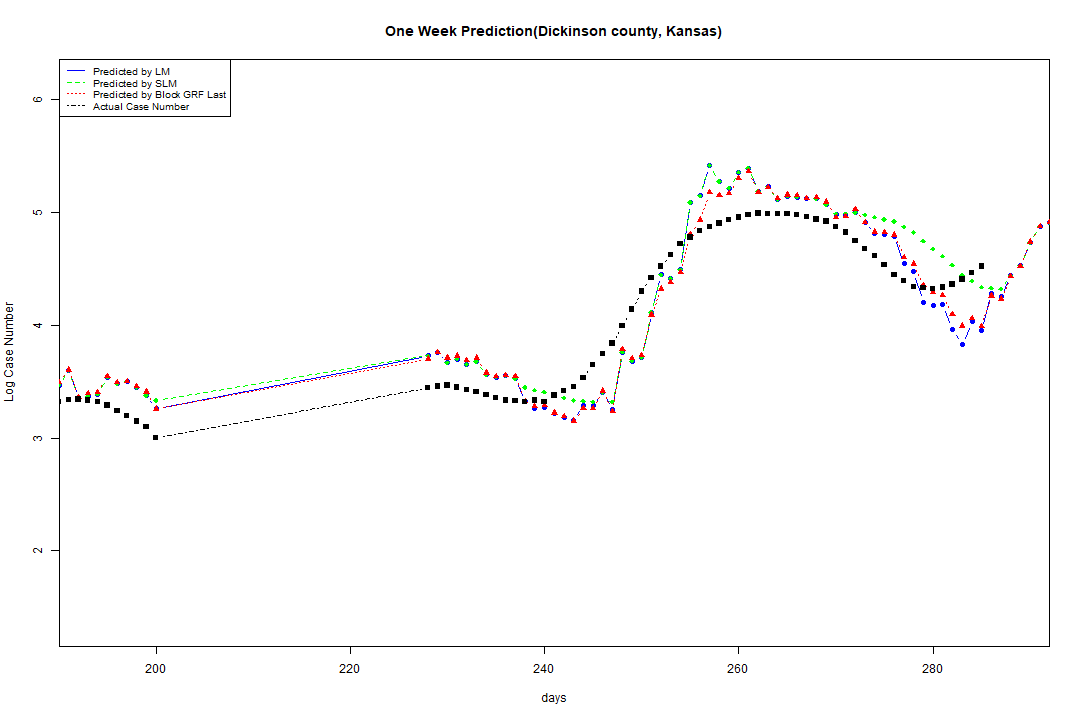 One Week Prediction(Dickinson county, Kansas)
Predicted by LM
Predicted by SLM
Predicted by Block GRF Last
Actual Case Number
6
5
4
3
2
Log Case Number
200 220 240 260 280
days